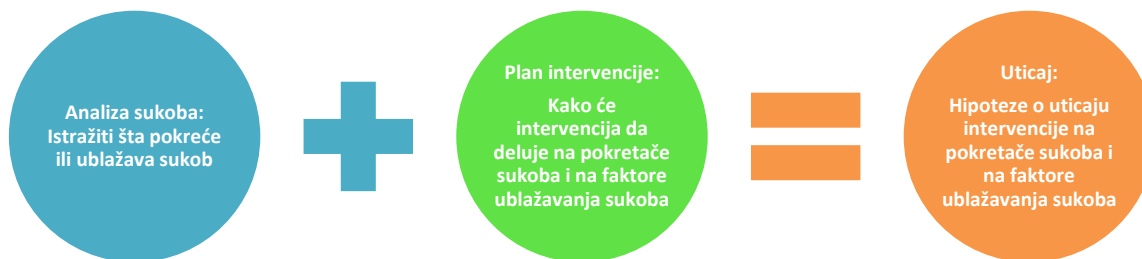 Analiza sukoba:
Istražiti šta pokreće
ili ublažava sukob
Plan intervencije:
Kako će
intervencija da
deluje na pokretače
sukoba i na faktore
ublažavanja sukoba
Uticaj:
Hipoteze o uticaju
intervencije na
pokretače sukoba i
na faktore
ublažavanja sukoba